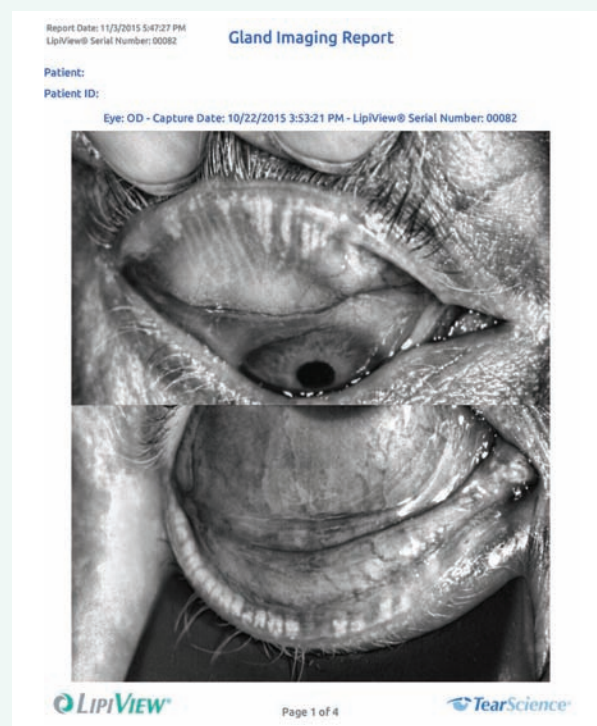 Report Date: 11/3/2015 5:47:27 PM
LipiView® Serial Number: 00082
Gland Imaging Report
Patient:
Patient ID:
Eye: OD - Capture Date: 10/22/2015 3:53:21 PM - LipiView® Serial Number: 00082
LIPIVIEW®
Page 1 of 4
TearScience®